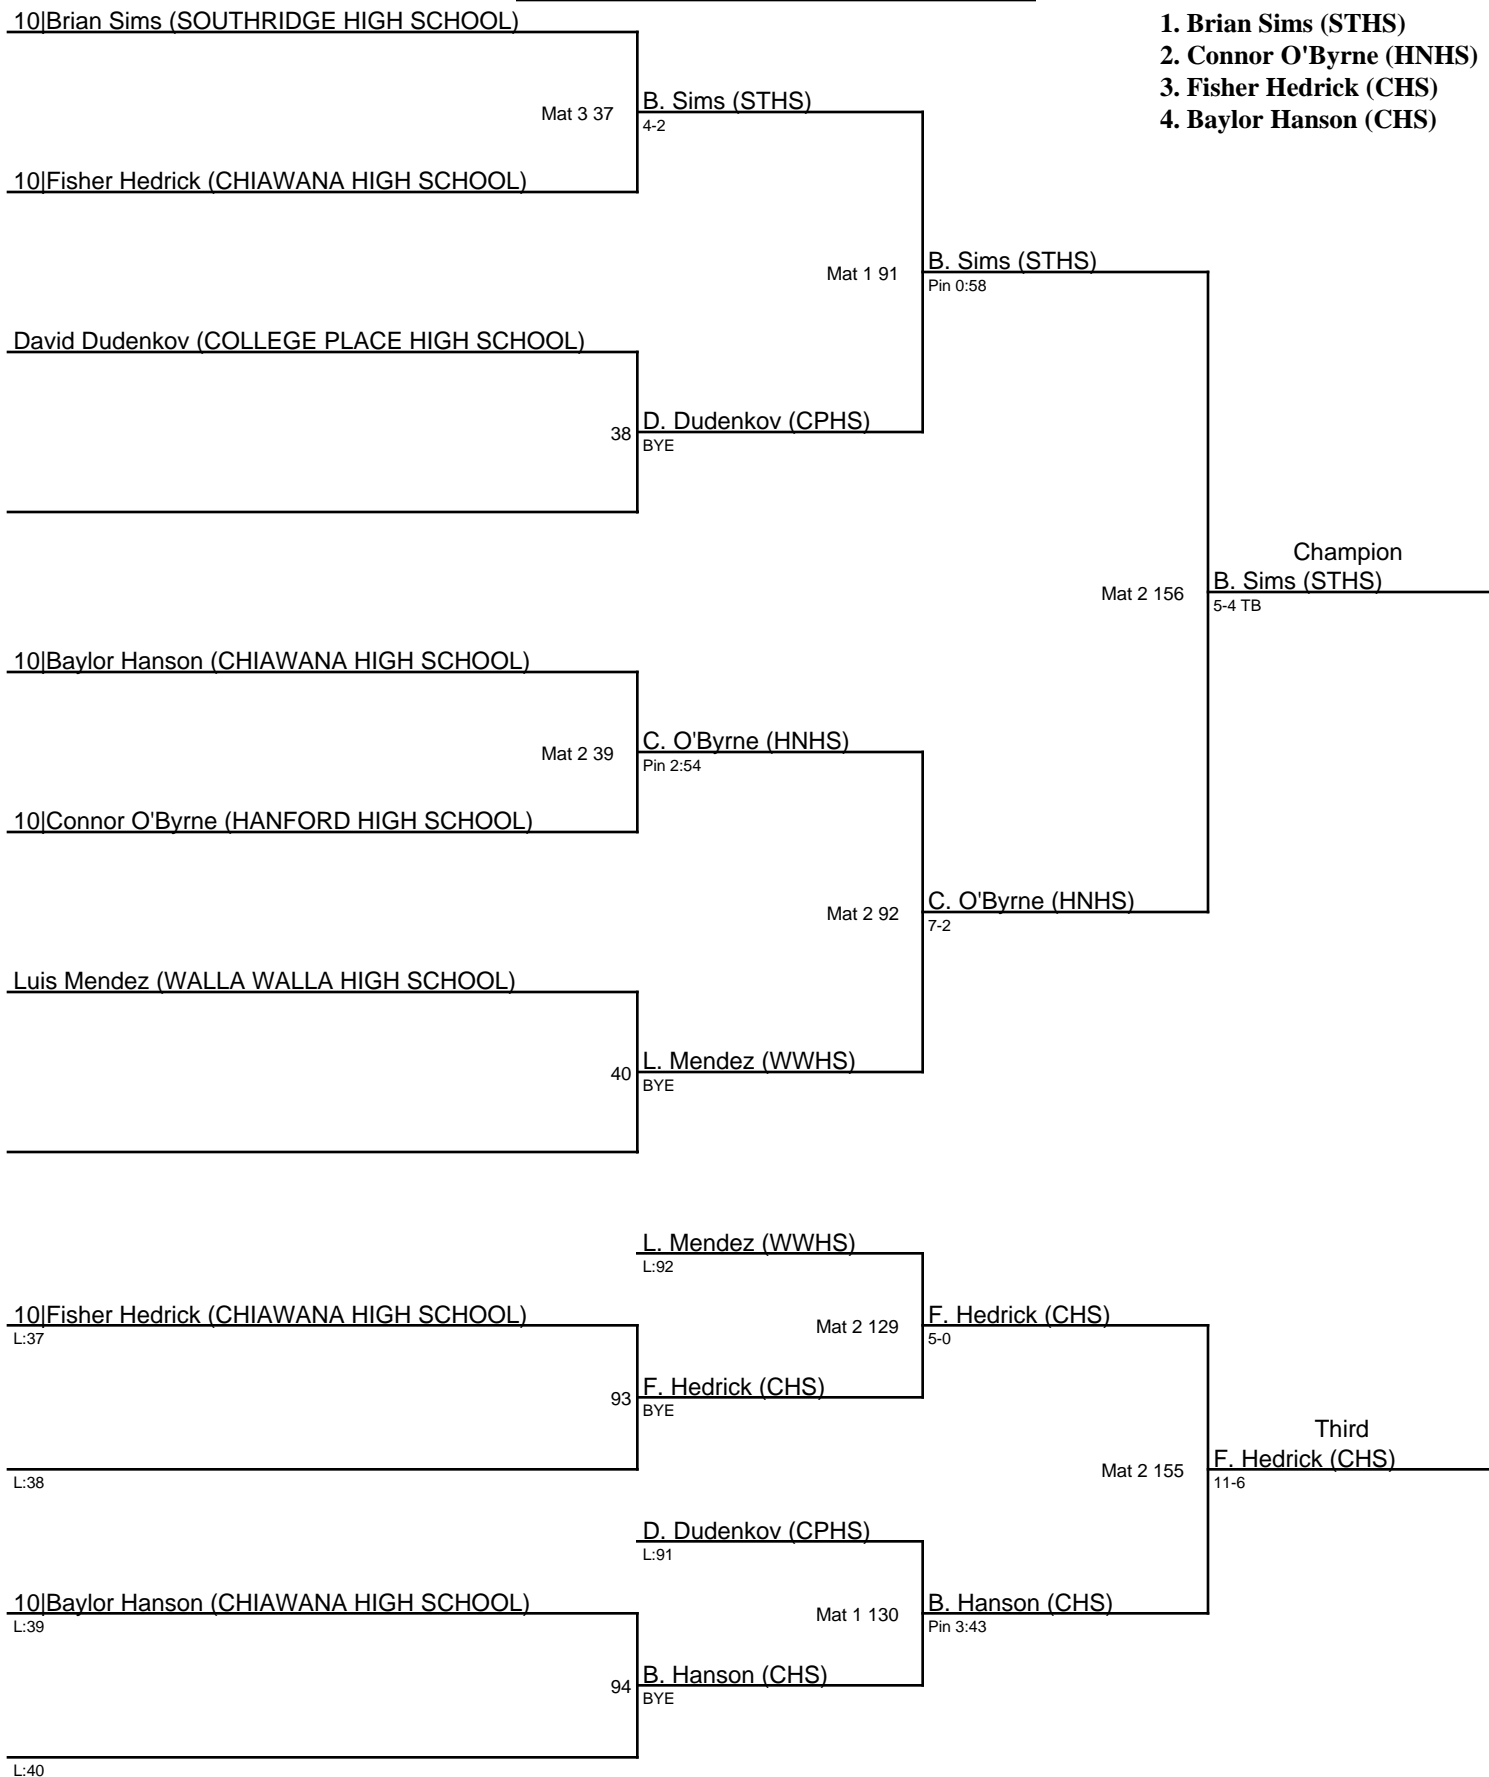 10|Brian Sims (SOUTHRIDGE HIGH SCHOOL)
1. Brian Sims (STHS)
2. Connor O'Byrne (HNHS)
3. Fisher Hedrick (CHS)
4. Baylor Hanson (CHS)
Mat 3 37
B. Sims (STHS)
4-2
10|Fisher Hedrick (CHIAWANA HIGH SCHOOL)
Mat 1 91
B. Sims (STHS)
Pin 0:58
David Dudenkov (COLLEGE PLACE HIGH SCHOOL)
38
D. Dudenkov (CPHS)
BYE
Champion
Mat 2 156
B. Sims (STHS)
5-4 TB
10|Baylor Hanson (CHIAWANA HIGH SCHOOL)
Mat 2 39
C. O'Byrne (HNHS)
Pin 2:54
10|Connor O'Byrne (HANFORD HIGH SCHOOL)
Mat 2 92
C. O'Byrne (HNHS)
7-2
Luis Mendez (WALLA WALLA HIGH SCHOOL)
40
L. Mendez (WWHS)
BYE
L. Mendez (WWHS)
L:92
10|Fisher Hedrick (CHIAWANA HIGH SCHOOL)
L:37
Mat 2 129
F. Hedrick (CHS)
5-0
93
F. Hedrick (CHS)
BYE
Third
L:38
Mat 2 155
F. Hedrick (CHS)
11-6
D. Dudenkov (CPHS)
L:91
10|Baylor Hanson (CHIAWANA HIGH SCHOOL)
L:39
Mat 1 130
B. Hanson (CHS)
Pin 3:43
94
B. Hanson (CHS)
BYE
L:40